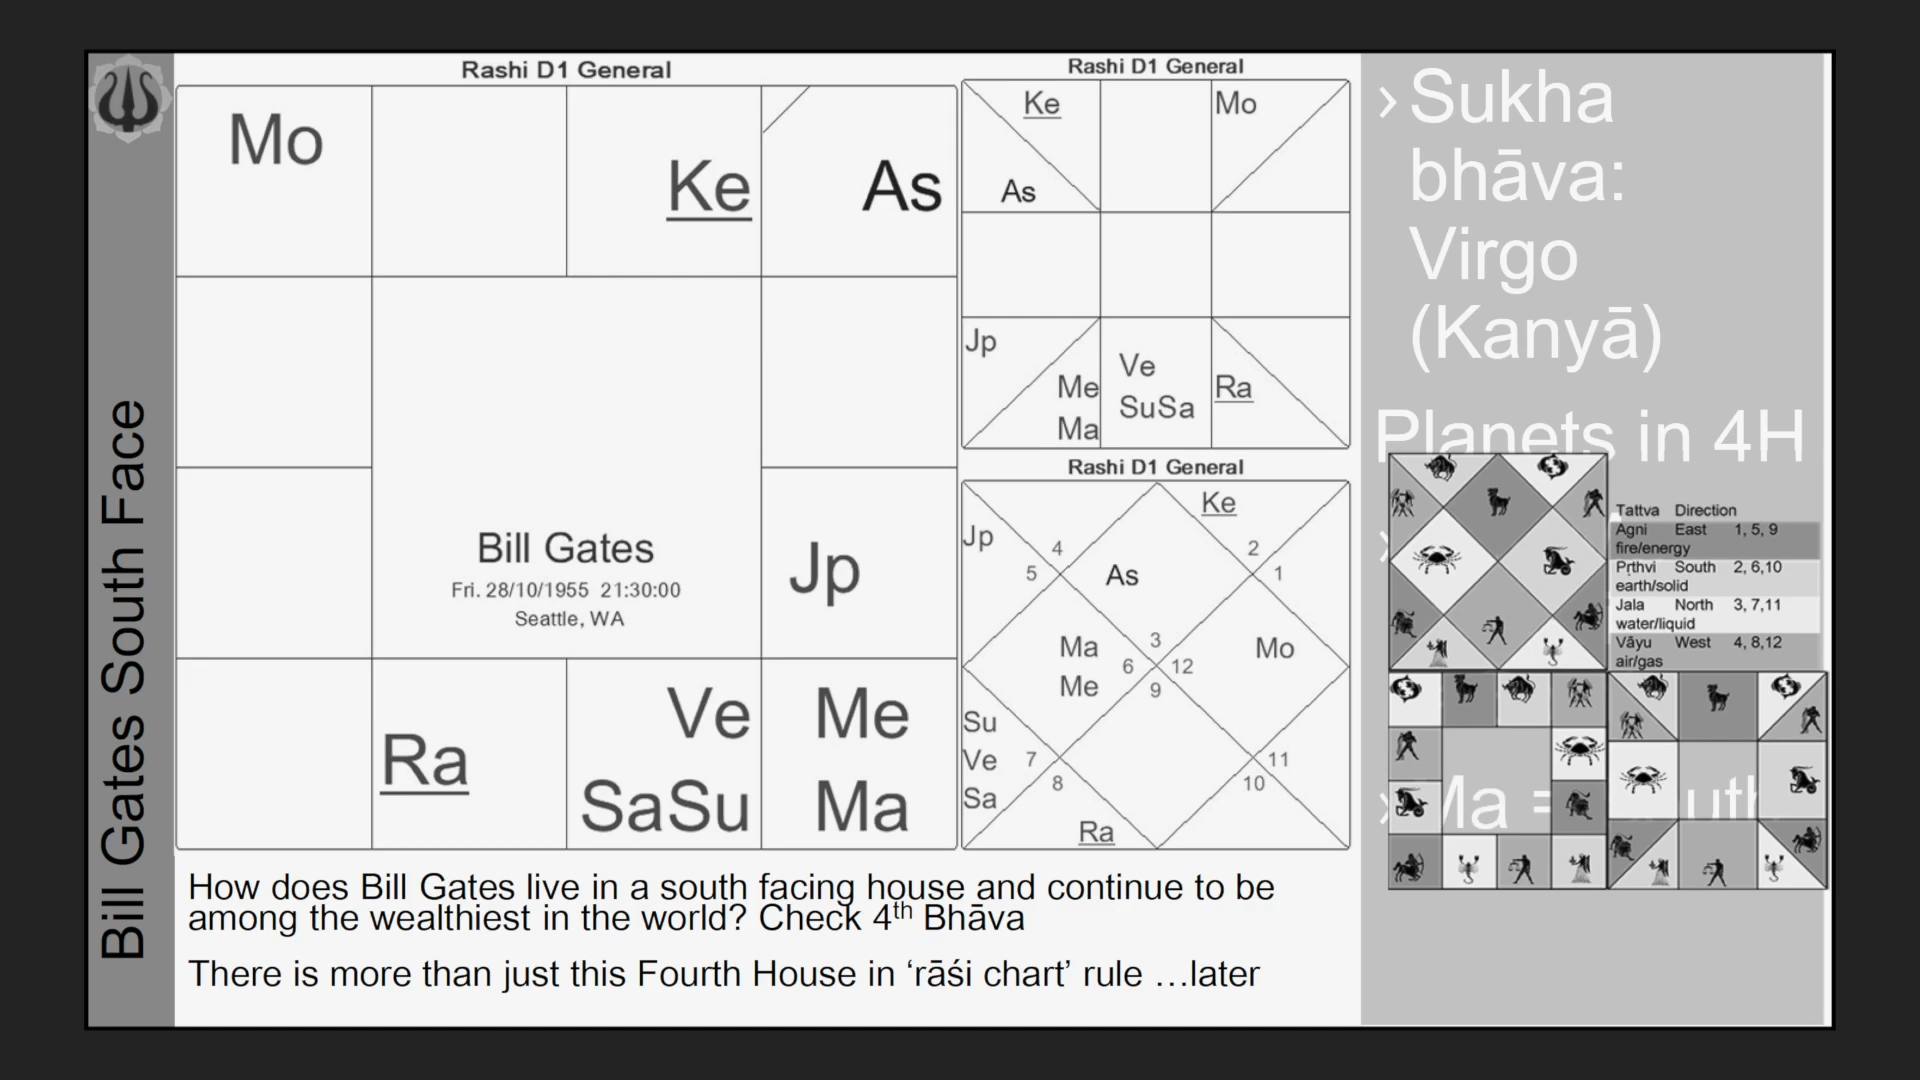 Bill Gates South Face
Rashi D1 General
Mo
Ke
As
Bill Gates
Fri. 28/10/1955 21:30:00
Seattle, WA
Jp
Ra
Ve
SaSu
Me
Ma
Rashi D1 General
Ke
Mo
As
Jp
Me
Ma
Ve
SuSa
Ra
Rashi D1 General
Ke
Jp
4
2
5
As
1
Ma
Me
3
6
12
9
Mo
Su
Ve
Sa
7
8
11
10
Ra
How does Bill Gates live in a south facing house and continue to be
among the wealthiest in the world? Check 4th Bhāva
There is more than just this Fourth House in ‘rāśi chart’ rule …later
› Sukha
bhāva:
Virgo
(Kanyā)
Planets in 4H
Tattva Direction
Agni East 1, 5, 9
fire/energy
Pṛthvi South 2, 6,10
earth/solid
Jala North 3, 7,11
water/liquid
Vāyu West 4, 8,12
air/gas
› Ma =